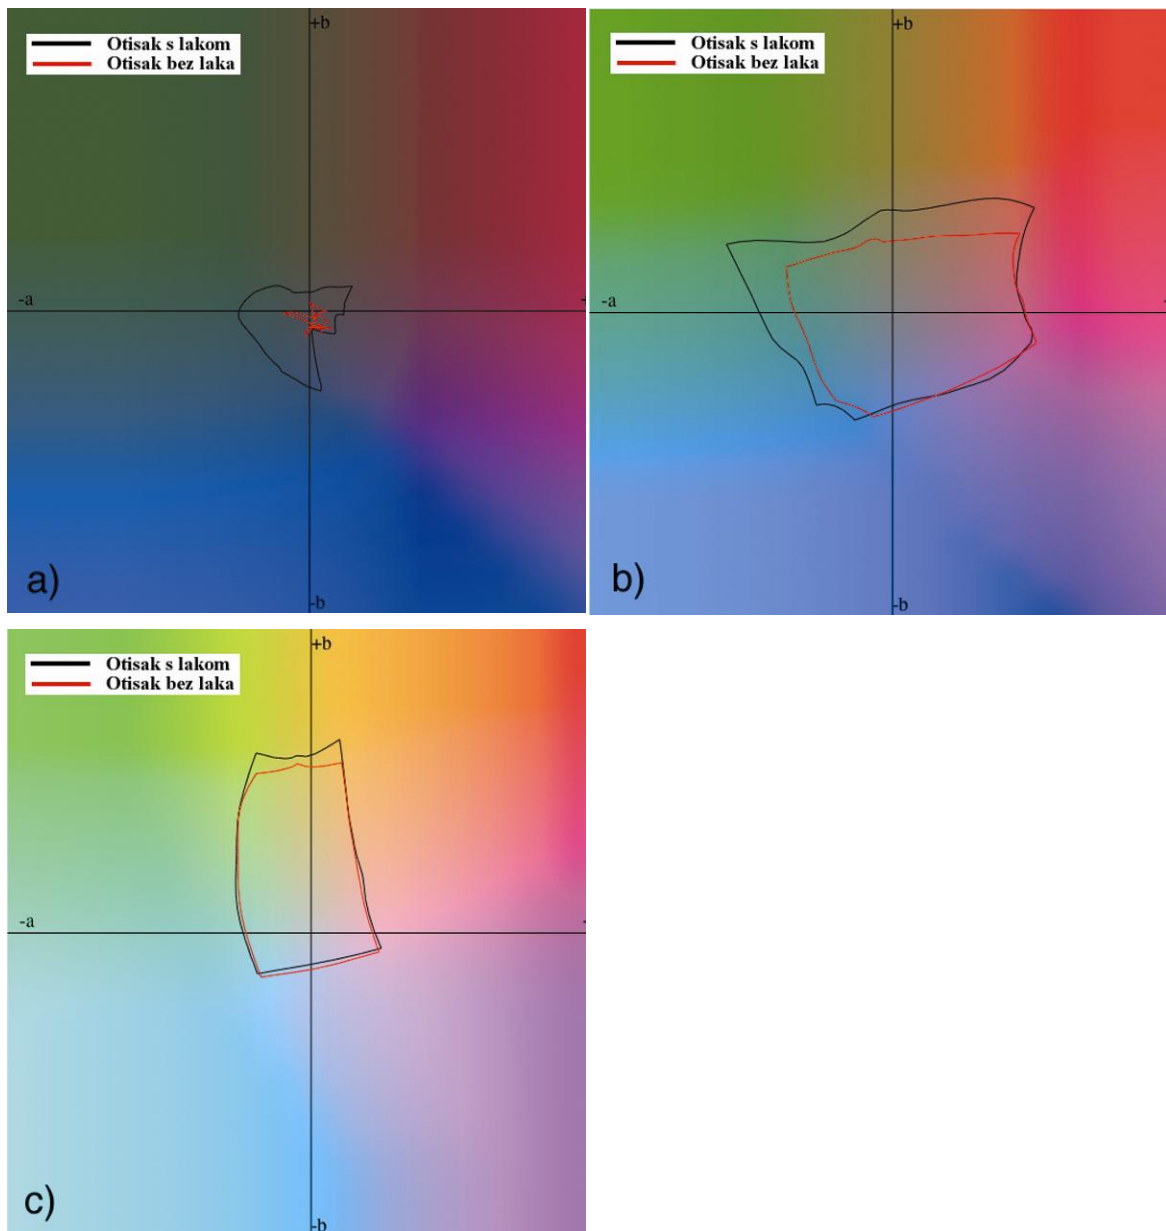 +b
Otisak s lakom
Otisak bez laka
-a
-b
a)
+b
Otisak s lakom
Otisak bez laka
-a
-b
b)
+b
Otisak s lakom
Otisak bez laka
-a
-b
c)